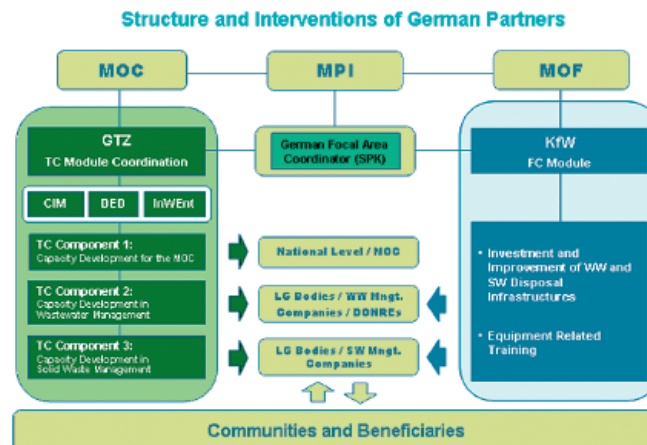 Structure and Interventions of German Partners
MOC
MPI
MOF
GTZ
TC Module Coordination
German Focal Area
Coordinator (SPK)
KfW
FC Module
CIM
DED
InWEnt
TC Component 1:
Capacity Development for the MOC
National Level / MOC
TC Component 2:
Capacity Development in
Wastewater Management
LG Bodies / WW Mngt.
Companies / DONREs
TC Component 3:
Capacity Development in
Solid Waste Management
LG Bodies / SW Mngt.
Companies
• Investment and
Improvement of WW and
SW Disposal
Infrastructures
• Equipment Related
Training
Communities and Beneficiaries